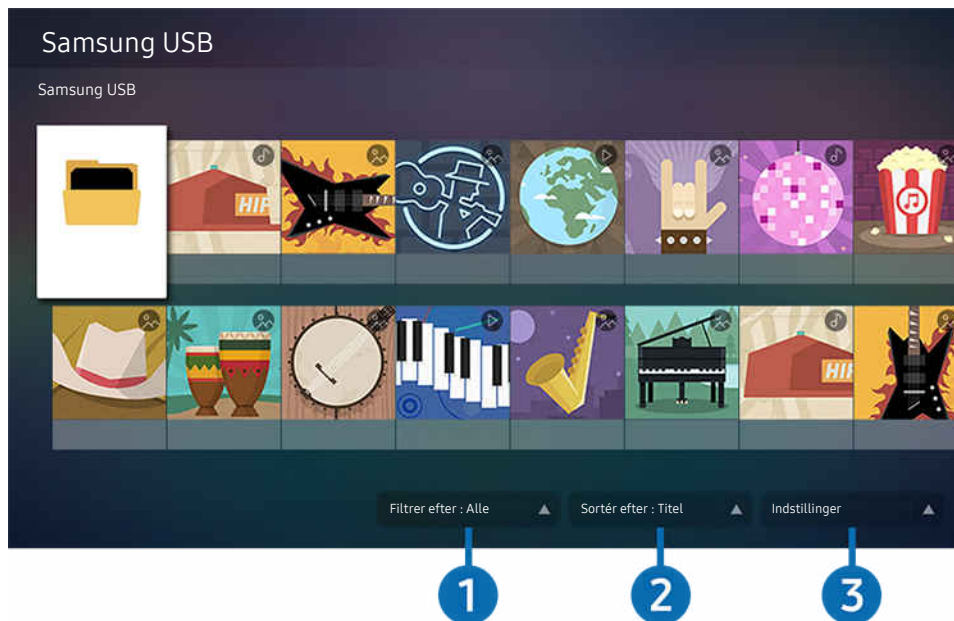 Samsung USB
Samsung USB
HIP
HIP
Filtrer efter : Alle
Sortér efter : Titel
Indstillinger
1
2
3